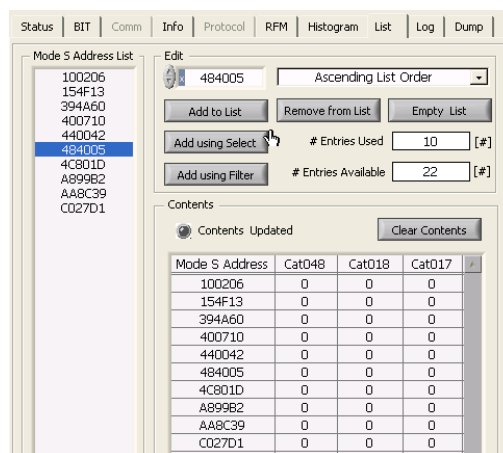 Status BIT Comm Info Protocol RFM Histogram List Log Dump
Mode S Address List
100206
154F13
394A60
400710
440042
484005
4C801D
A899B2
AA8C39
C027D1
Edit
x 484005 Ascending List Order
Add to List Remove from List Empty List
Add using Select # Entries Used 10 [#]
Add using Filter # Entries Available 22 [#]
Contents
Contents Updated Clear Contents
Mode S Address Cat048 Cat018 Cat017
100206 0 0 0
154F13 0 0 0
394A60 0 0 0
400710 0 0 0
440042 0 0 0
484005 0 0 0
4C801D 0 0 0
A899B2 0 0 0
AA8C39 0 0 0
C027D1 0 0 0